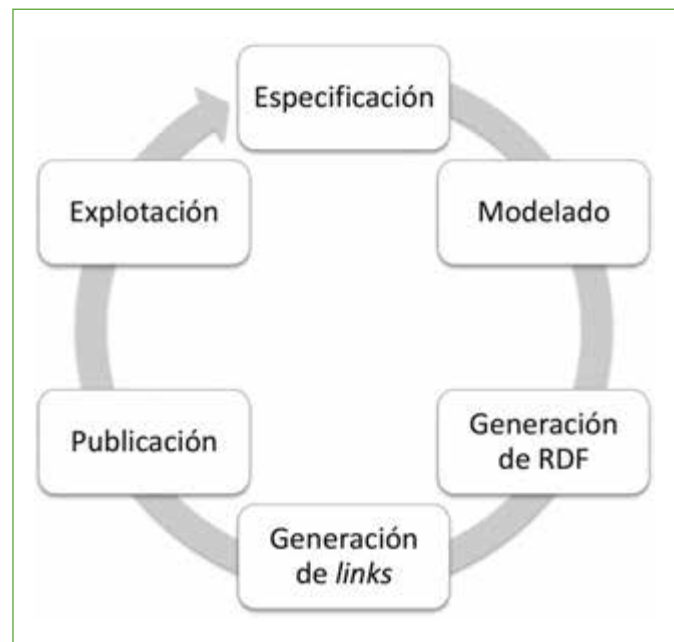 Especificación
Modelado
Generación
de RDF
Generación
de links
Publicación
Explotación